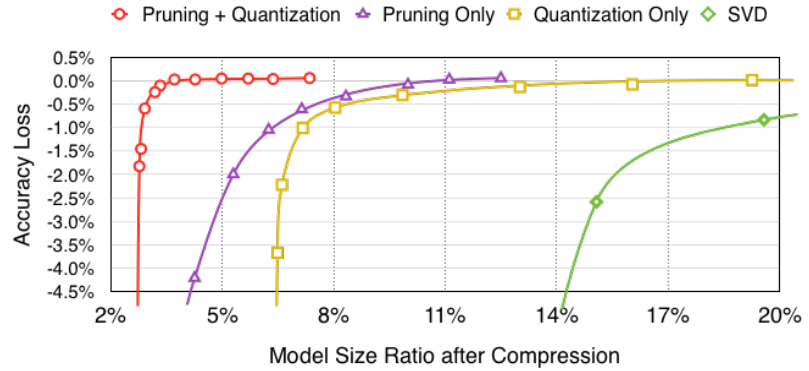 Pruning + Quantization Pruning Only Quantization Only SVD
0.5%
0.0%
-0.5%
-1.0%
-1.5%
-2.0%
-2.5%
-3.0%
-3.5%
-4.0%
-4.5%
Accuracy Loss
2% 5% 8% 11% 14% 17% 20%
Model Size Ratio after Compression